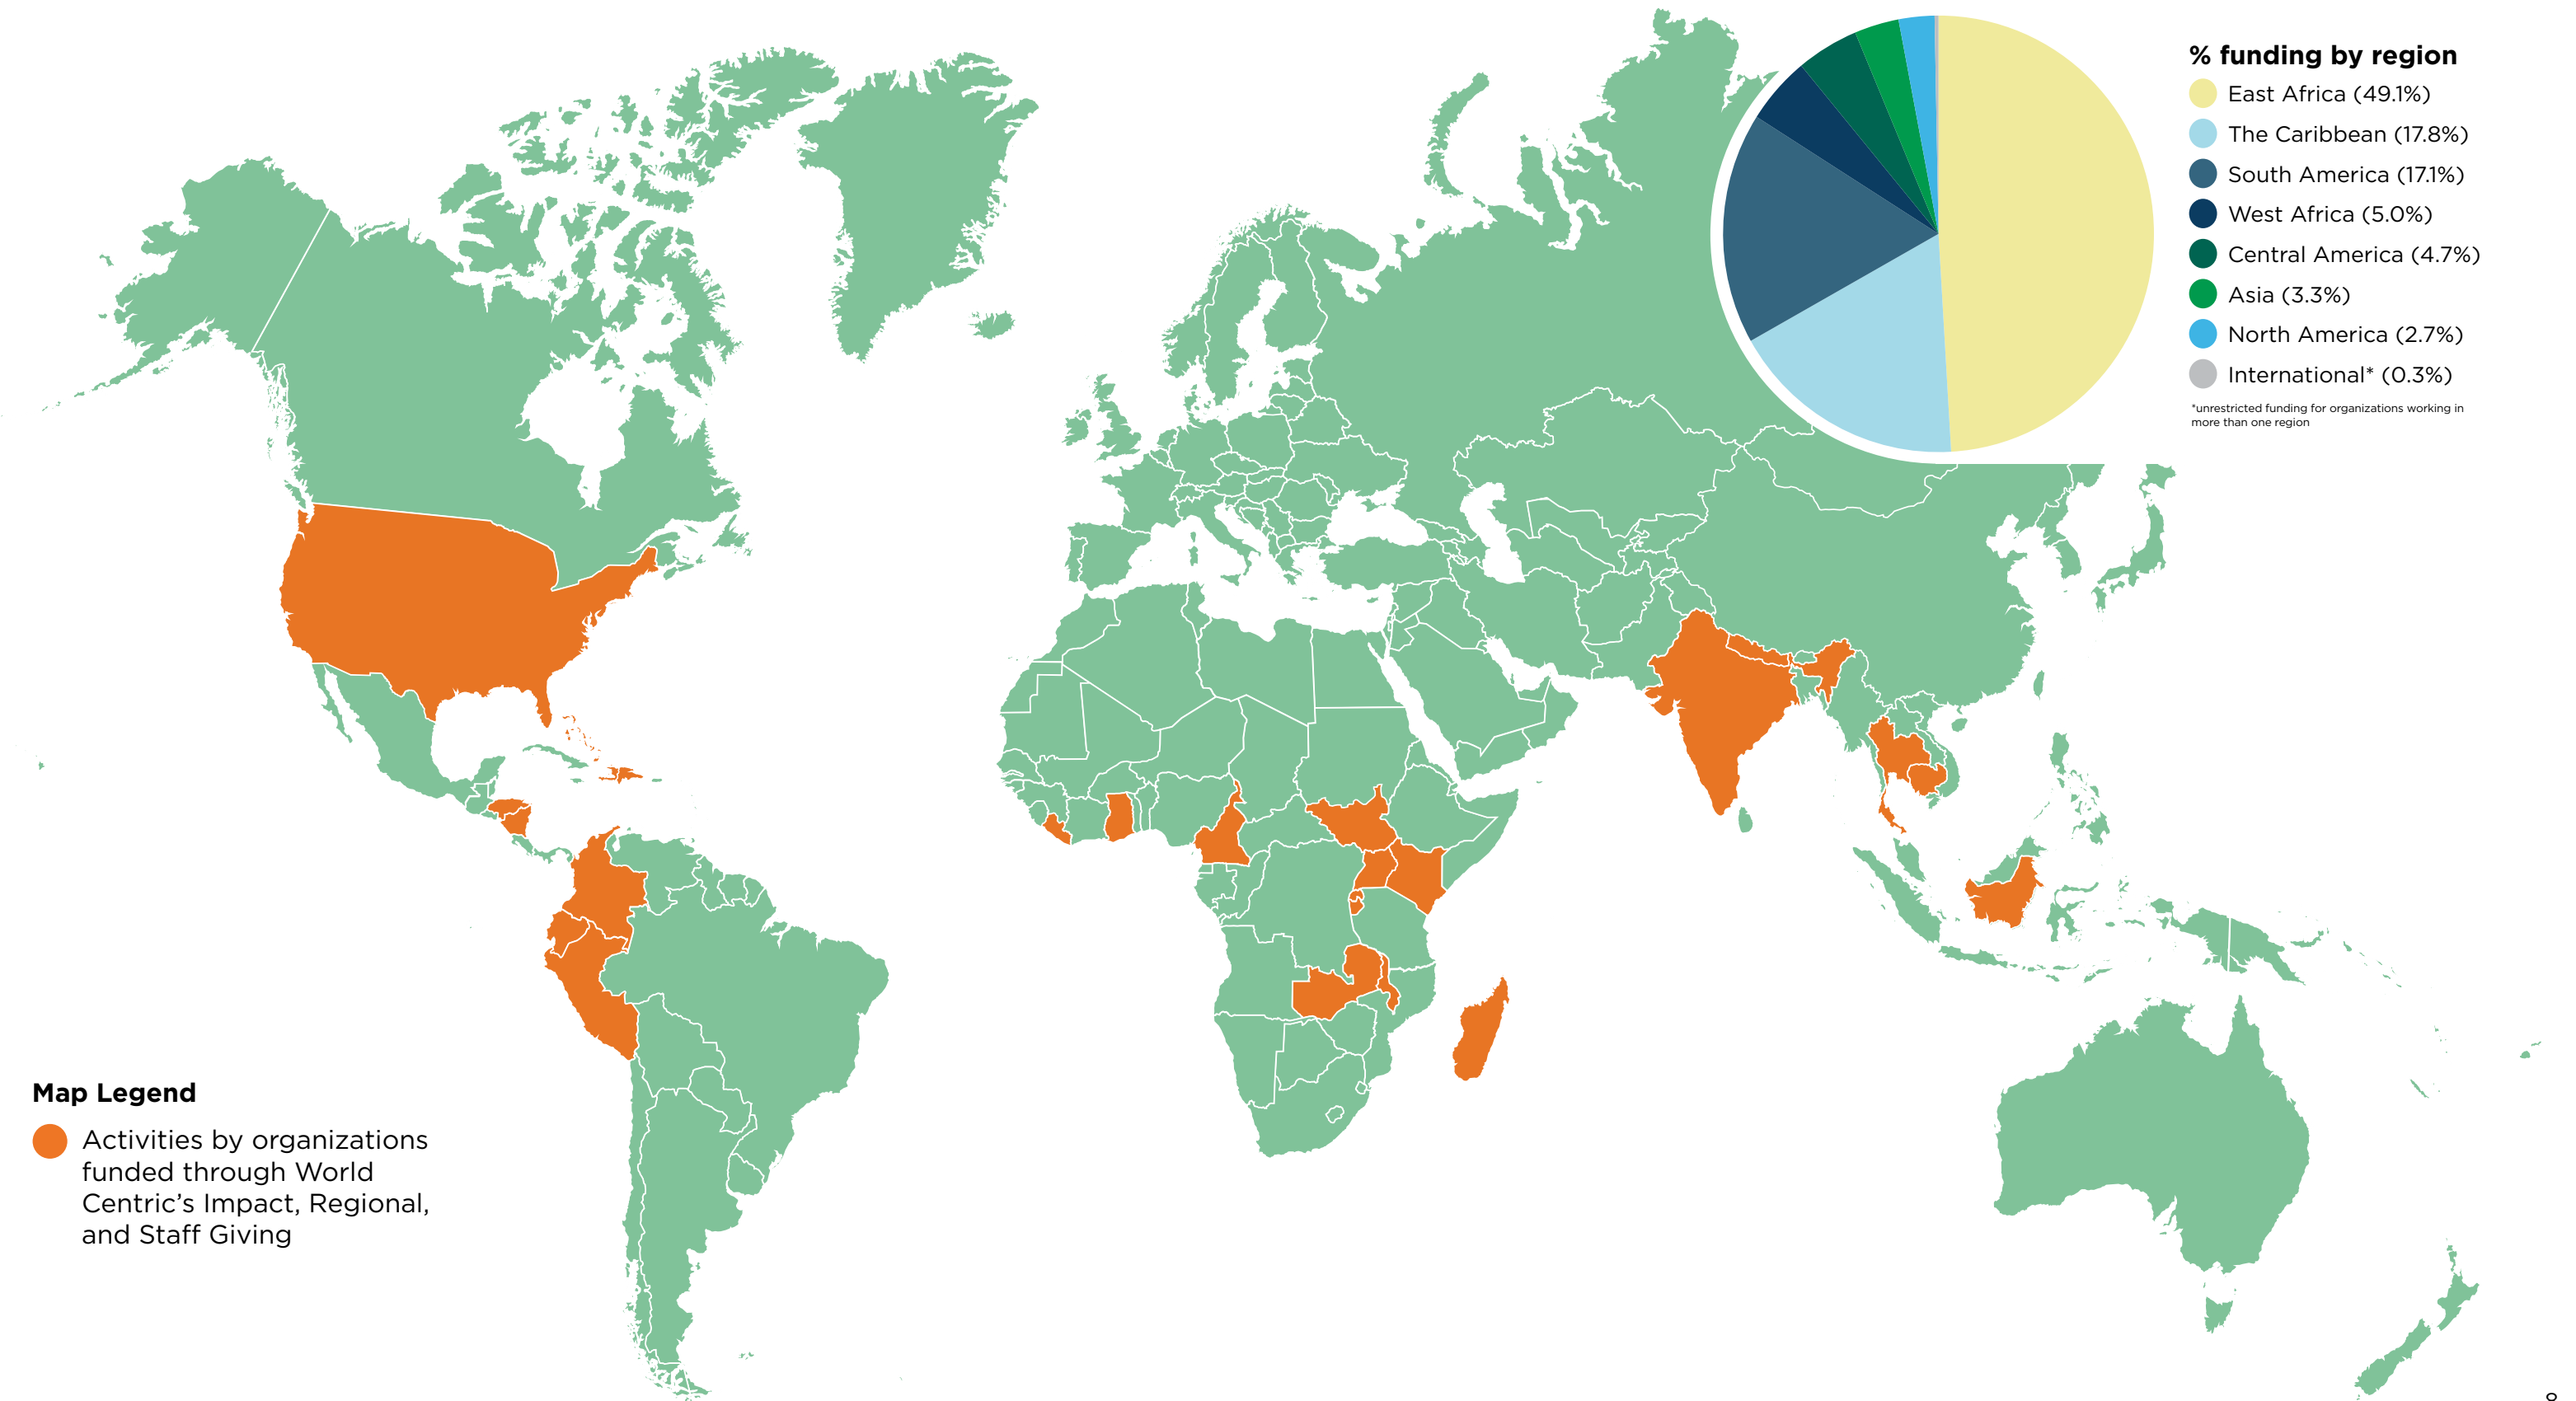 % funding by region
East Africa (49.1%)
The Caribbean (17.8%)
South America (17.1%)
West Africa (5.0%)
Central America (4.7%)
Asia (3.3%)
North America (2.7%)
International* (0.3%)
*unrestricted funding for organizations working in
more than one region
Map Legend
Activities by organizations
funded through World
Centric’s Impact, Regional,
and Staff Giving